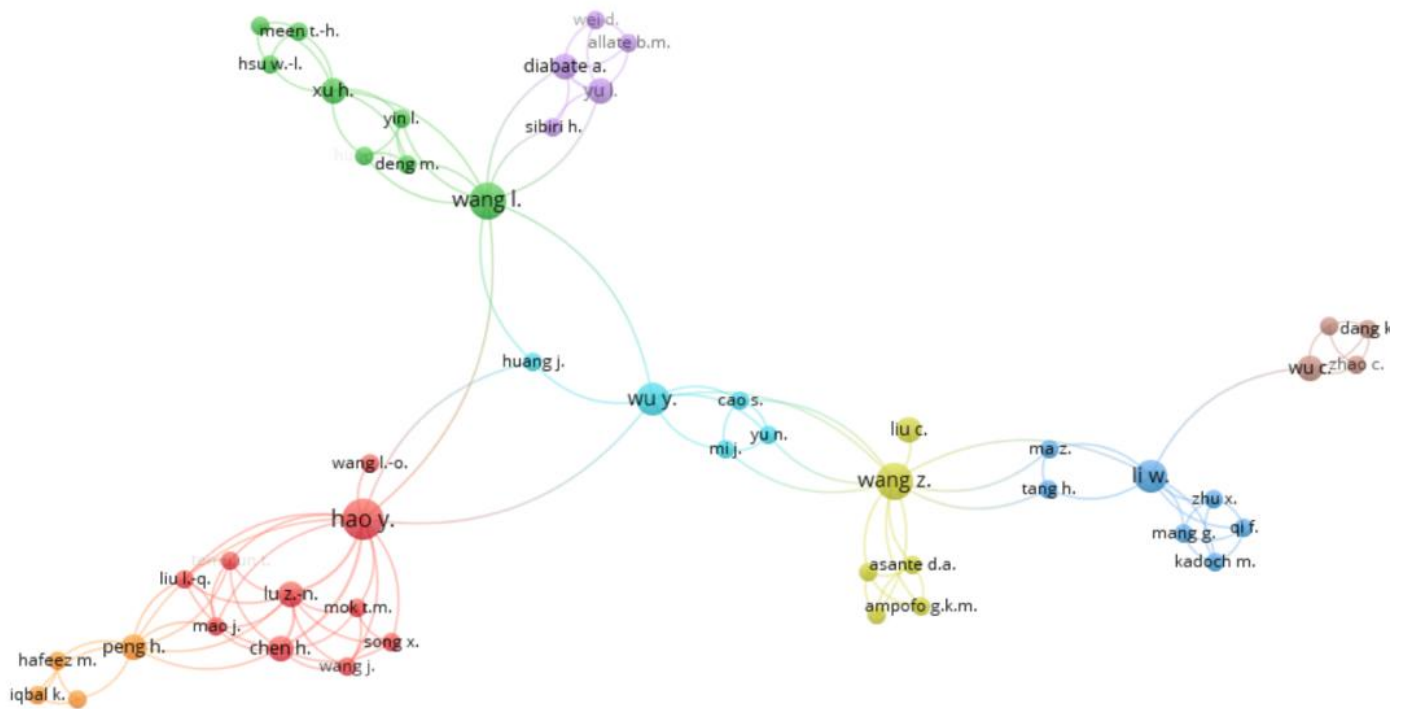 wei d.
meen t.-h.
allate b.m.
hsu w.-l.
diabate a.
xu h.
yu l.
yin l.
sibiri h.
deng m.
wang l.
dang k
huang j.
wu c.
zhao c.
wu y.
cao s.
liu c.
yu n.
mi j.
ma z.
wang l.-o.
li w.
wang z.
tang h.
zhu x.
hao y.
qi f.
mang g.
kadoch m.
asante d.a.
liu l.-q.
lu z.-n.
ampofo g.k.m.
mok t.m.
mao j.
song x.
peng h.
chen h.
hafeez m.
wang j.
iqbal k.